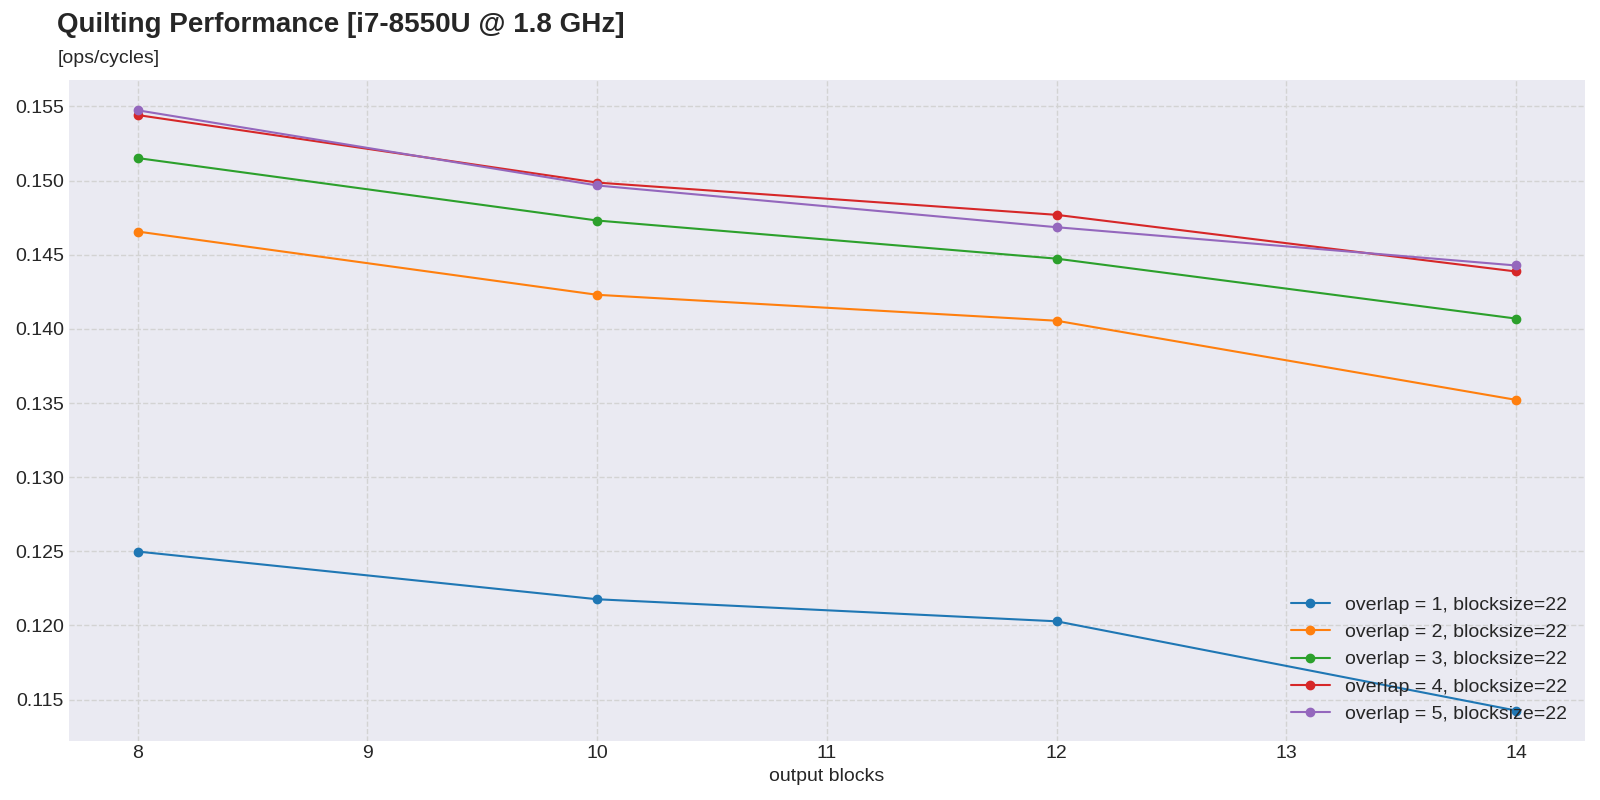 Quilting Performance [i7-8550U @ 1.8 GHz]
[ops/cycles]
0.155
0.150
0.145
0.140
0.135
0.130
0.125
0.120
0.115
overlap = 1, blocksize=22
overlap = 2, blocksize=22
overlap = 3, blocksize=22
overlap = 4, blocksize=22
overlap = 5, blocksize=22
8 9 10 11 12 13 14
output blocks